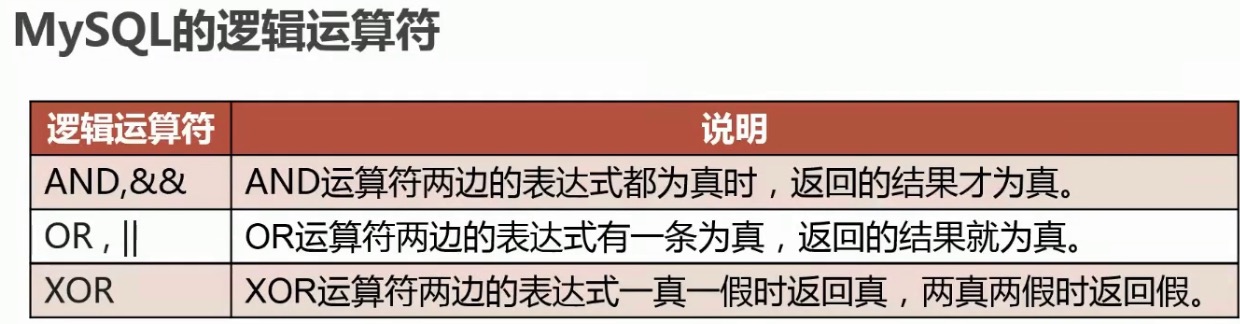 MySQL的逻辑运算符
逻辑运算符 说明
AND,&& AND运算符两边的表达式都为真时，返回的结果才为真。
OR , || OR运算符两边的表达式有一条为真，返回的结果就为真。
XOR XOR运算符两边的表达式一真一假时返回真，两真两假时返回假。